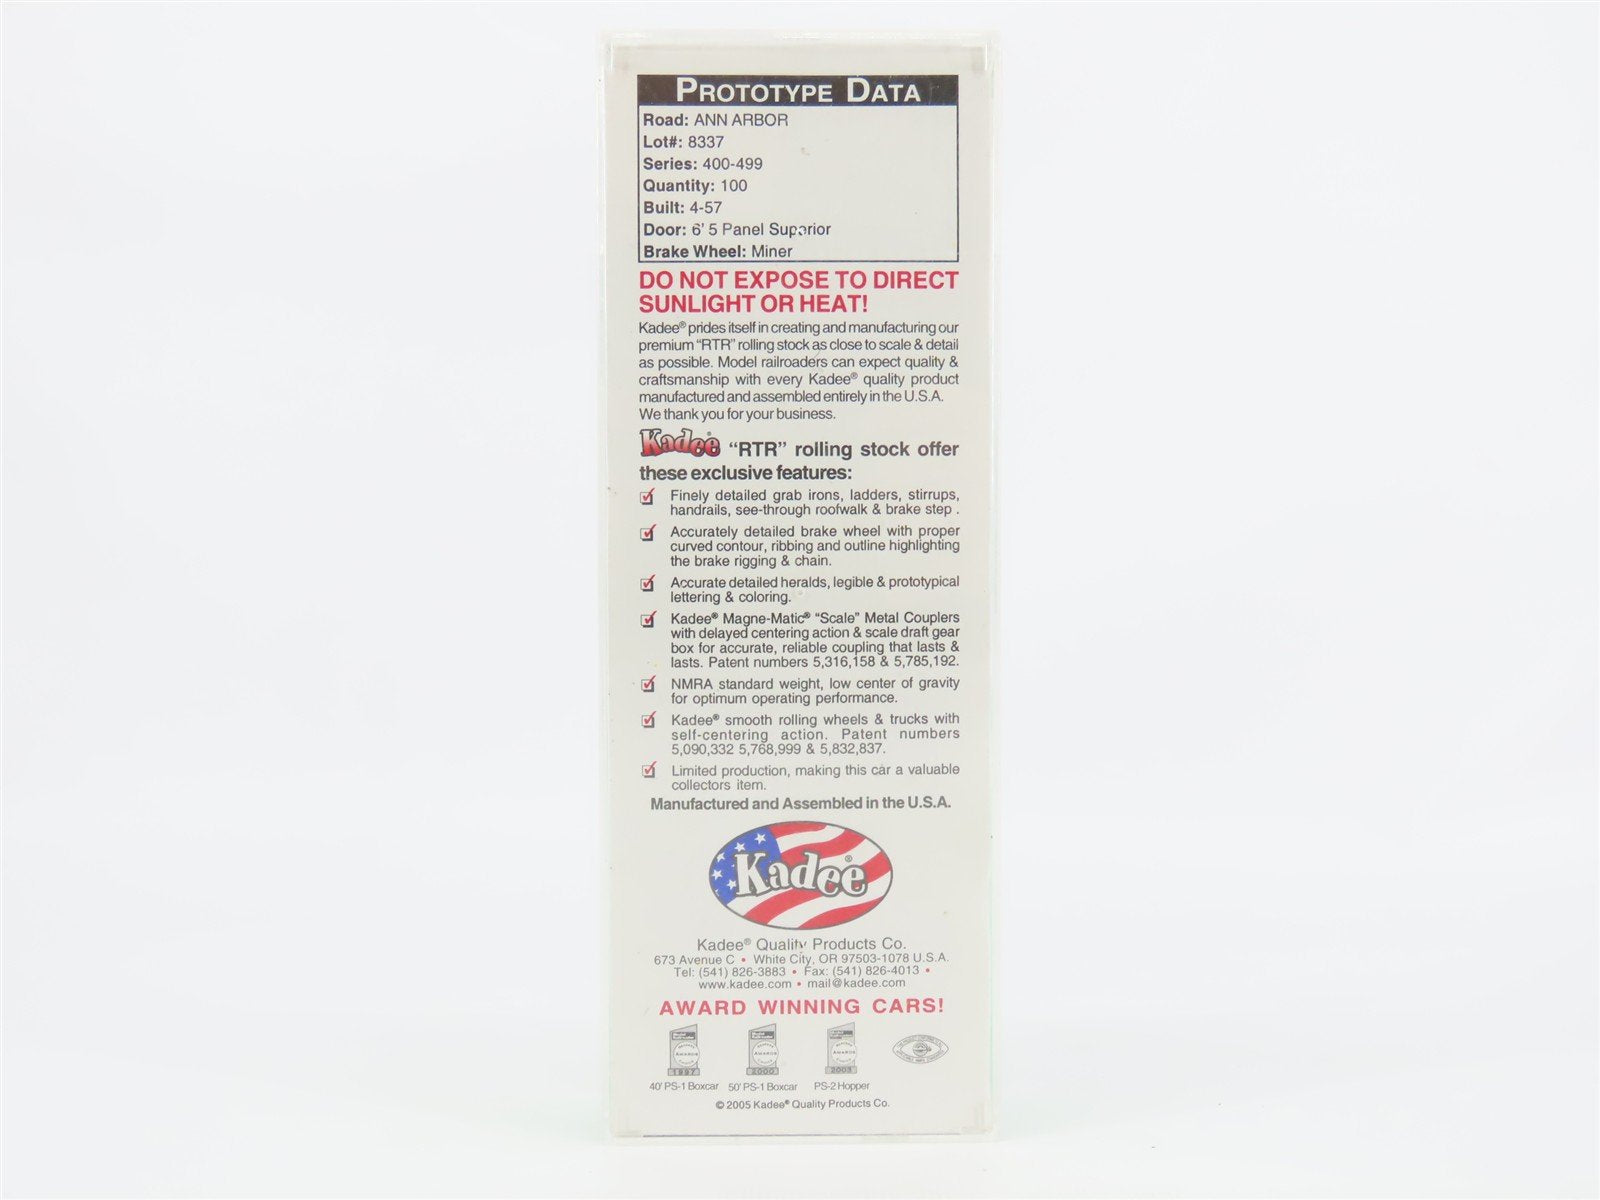 PROTOTYPE DATA
Road: ANN ARBOR
Lot#: 8337
Series: 400-499
Quantity: 100
Built: 4-57
Door: 6' 5 Panel Superior
Brake Wheel: Miner
DO NOT EXPOSE TO DIRECT
SUNLIGHT OR HEAT!
Kadee® prides itself in creating and manufacturing our
premium “RTR” rolling stock as close to scale & detail
as possible. Model railroaders can expect quality &
craftsmanship with every Kadee® quality product
manufactured and assembled entirely in the U.S.A.
We thank you for your business.
Kadee “RTR” rolling stock offer
these exclusive features:
Finely detailed grab irons, ladders, stirrups,
handrails, see-through roofwalk & brake step .
Accurately detailed brake wheel with proper
curved contour, ribbing and outline highlighting
the brake rigging & chain.
Accurate detailed heralds, legible & prototypical
lettering & coloring.
Kadee® Magne-Matic® “Scale” Metal Couplers
with delayed centering action & scale draft gear
box for accurate, reliable coupling that lasts &
lasts. Patent numbers 5,316,158 & 5,785,192.
NMRA standard weight, low center of gravity
for optimum operating performance.
Kadee® smooth rolling wheels & trucks with
self-centering action. Patent numbers
5,090,332 5,768,999 & 5,832,837.
Limited production, making this car a valuable
collectors item.
Manufactured and Assembled in the U.S.A.
Kadee®
Kadee® Quality Products Co.
673 Avenue C • White City, OR 97503-1078 U.S.A.
Tel: (541) 826-3883 • Fax: (541) 826-4013 •
www.kadee.com • mail@kadee.com
AWARD WINNING CARS!
AWARDS AWARDS AWARDS
1997 2000 2003
40' PS-1 Boxcar 50' PS-1 Boxcar PS-2 Hopper
© 2005 Kadee® Quality Products Co.